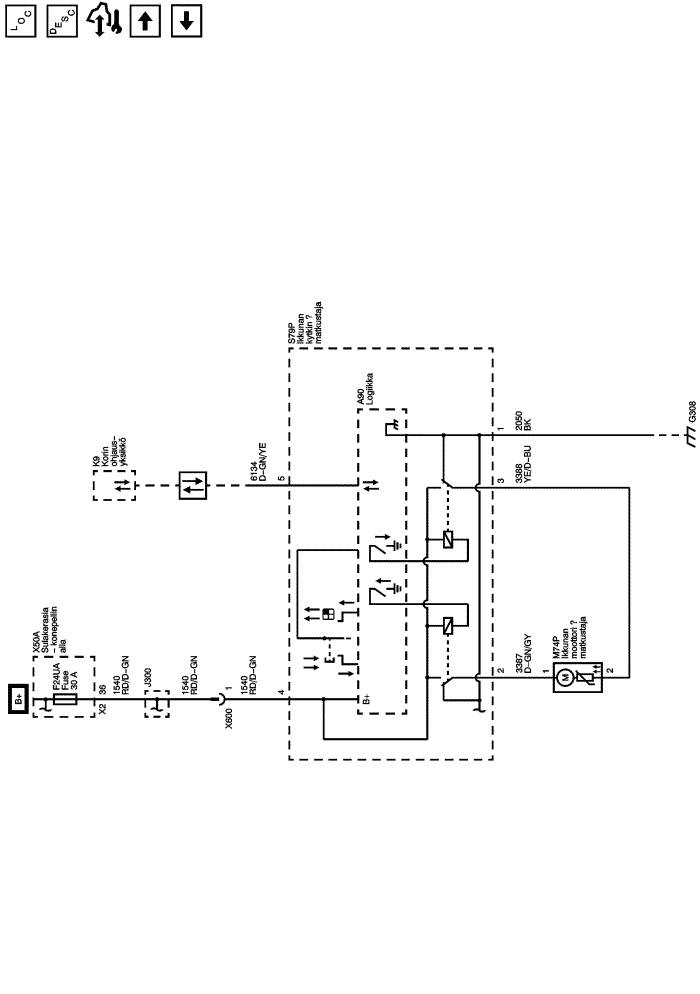 LOC
DESC
B+
X50A
Sulakerasia
– konepellin
alla
F24UA
Fuse
30 A
X2
36
1540
RD/D–GN
J300
1540
RD/D–GN
X600
1
1540
RD/D–GN
4
K9
Korin
ohjaus–
yksikkö
6134
D–GN/YE
5
S79P
Ikkunan
kytkin ?
matkustaja
A90
Logiikka
B+
2
3387
D–GN/GY
M74P
Ikkunan
moottori ?
matkustaja
1
M
2
3
3388
YE/D–BU
1
2050
BK
G308